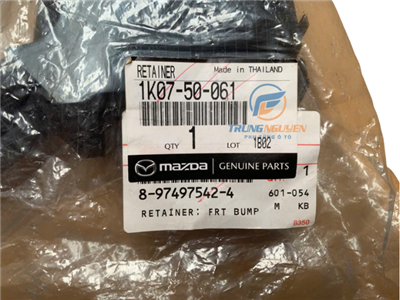 RETAINER Made in THAILAND
1K07-50-061
TRUNG NGUYEN
QTY 1 LOT 1B02
mazda GENUINE PARTS
1
8-97497542-4 601-054
RETAINER: FRT BUMP M KB